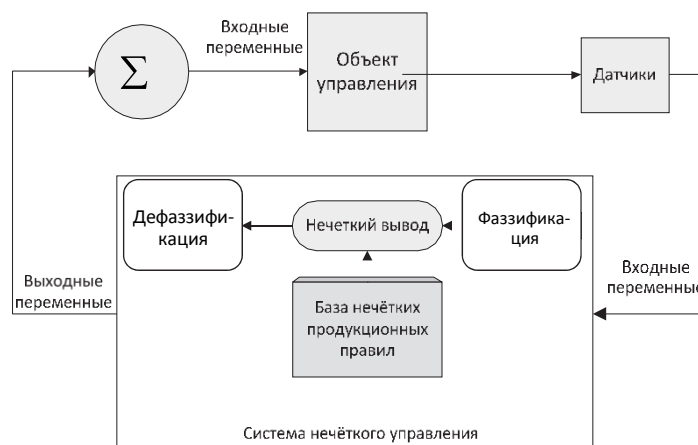 Входные
переменные
Σ
Объект
управления
Датчики
Дефаззифи-
кация
Нечеткий вывод
Фаззифика-
ция
База нечётких
продукционных
правил
Выходные
переменные
Входные
переменные
Система нечёткого управления